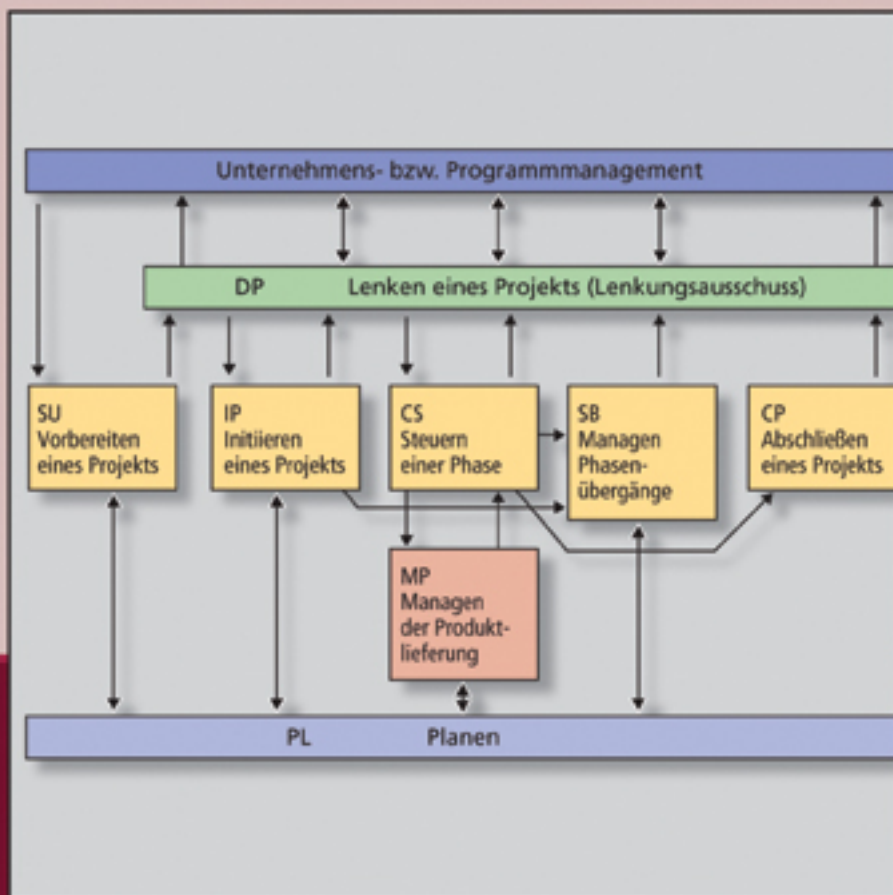 Unternehmens- bzw. Programmmanagement
DP Lenken eines Projekts (Lenkungsausschuss)
SU
Vorbereiten
eines Projekts
IP
Initiieren
eines Projekts
CS
Steuern
einer Phase
SB
Managen
Phasen-
übergänge
CP
Abschließen
eines Projekts
MP
Managen
der Produkt-
lieferung
PL Planen